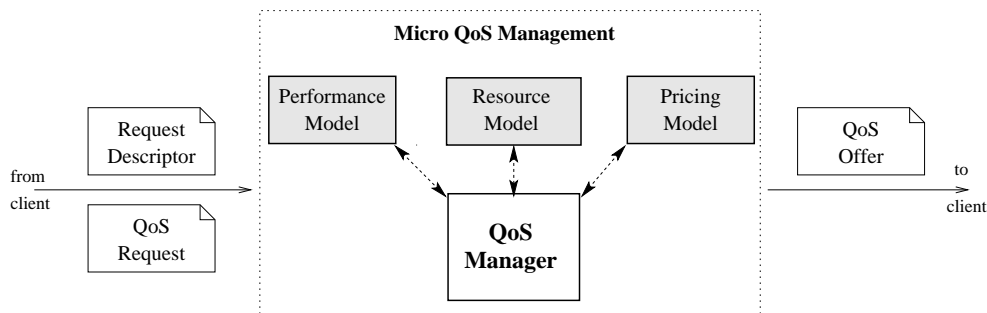 Micro QoS Management
Performance
Model
Resource
Model
Pricing
Model
Request
Descriptor
QoS
Offer
from
client
to
client
QoS
Request
QoS
Manager